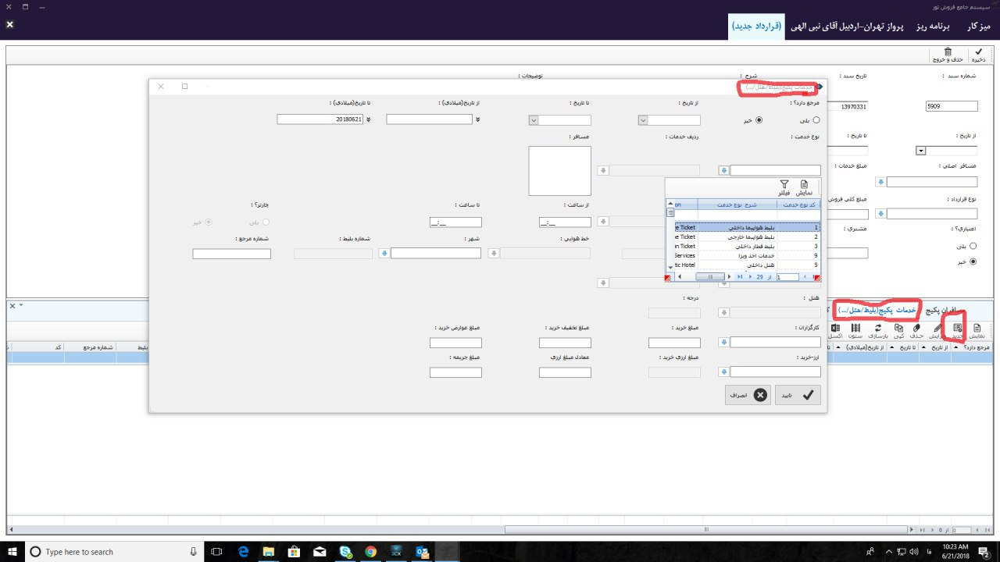 سیستم جامع فروش تور
میز کار
برنامه ریز
پرواز تهران-اردبیل آقای نبی الهی
(قرارداد جدید)
ذخیره
حذف و خروج
شماره سند :
تاریخ سند :
شرح :
توضیحات :
5909
13970331
از تاریخ :
تا تاریخ :
مسافر اصلی :
مبلغ خدمات :
نوع قرارداد :
مبلغ کلی فروش
اعتباری؟ :
مشتری :
بلی
خیر
خدمات پکیج(بلیط/هتل/...)
مرجع دارد؟ :
از تاریخ :
تا تاریخ :
از تاریخ(میلادی) :
تا تاریخ(میلادی) :
بلی
خیر
20180621
نوع خدمت :
ردیف خدمات :
مسافر :
نمایش
فیلتر
کد نوع خدمت
شرح نوع خدمت
on
1
بلیط هواپیما داخلی
e Ticket
2
بلیط هواپیما خارجی
e Ticket
3
بلیط قطار داخلی
n Ticket
9
خدمات اخذ ویزا
Services
5
هتل داخلی
tic Hotel
1
از 29
از ساعت :
تا ساعت :
چارتر؟ :
__:__
__:__
بلی
خیر
خط هوایی :
شهر :
شماره بلیط :
شماره مرجع :
هتل :
درجه :
کارگزاران :
مبلغ خرید :
مبلغ تخفیف خرید :
مبلغ عوارض خرید :
ارز-خرید :
مبلغ ارزی خرید :
معادل مبلغ ارزی
مبلغ جریمه :
تایید
انصراف
مسافران پکیج
خدمات پکیج(بلیط/هتل/...)
نمایش
جدید
ویرایش
حذف
کپی
بازسازی
ستون
اکسل
مرجع دارد؟
از تاریخ
تا تاریخ
از تاریخ(میلادی)
بلیط
شماره مرجع
کد
0
از 0
Type here to search
JCX
فا
10:23 AM
6/21/2018